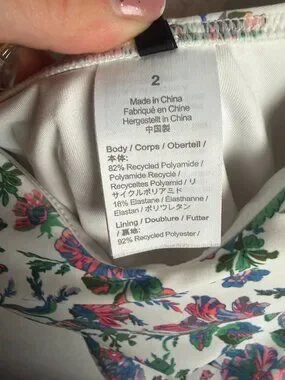 2
Made in China
Fabriqué en Chine
Hergestellt in China
中国製
Body / Corps / Oberteil /
本体:
82% Recycled Polyamide /
Polyamide Recyclé /
Recyceltes Polyamid / リ
サイクルポリアミド
18% Elastane / Élasthanne /
Elastan / ポリウレタン
Lining / Doublure / Futter
/ 裏地:
92% Recycled Polyester /